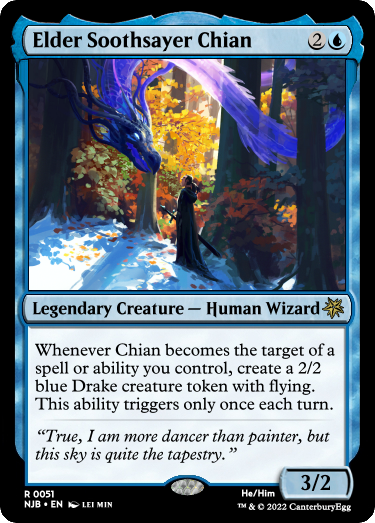 Elder Soothsayer Chian 2
Legendary Creature — Human Wizard
Whenever Chian becomes the target of a
spell or ability you control, create a 2/2
blue Drake creature token with flying.
This ability triggers only once each turn.
“True, I am more dancer than painter, but
this sky is quite the tapestry.”
3/2
R 0051
NJB • EN LEI MIN
He/Him
™ & © 2022 CanterburyEgg